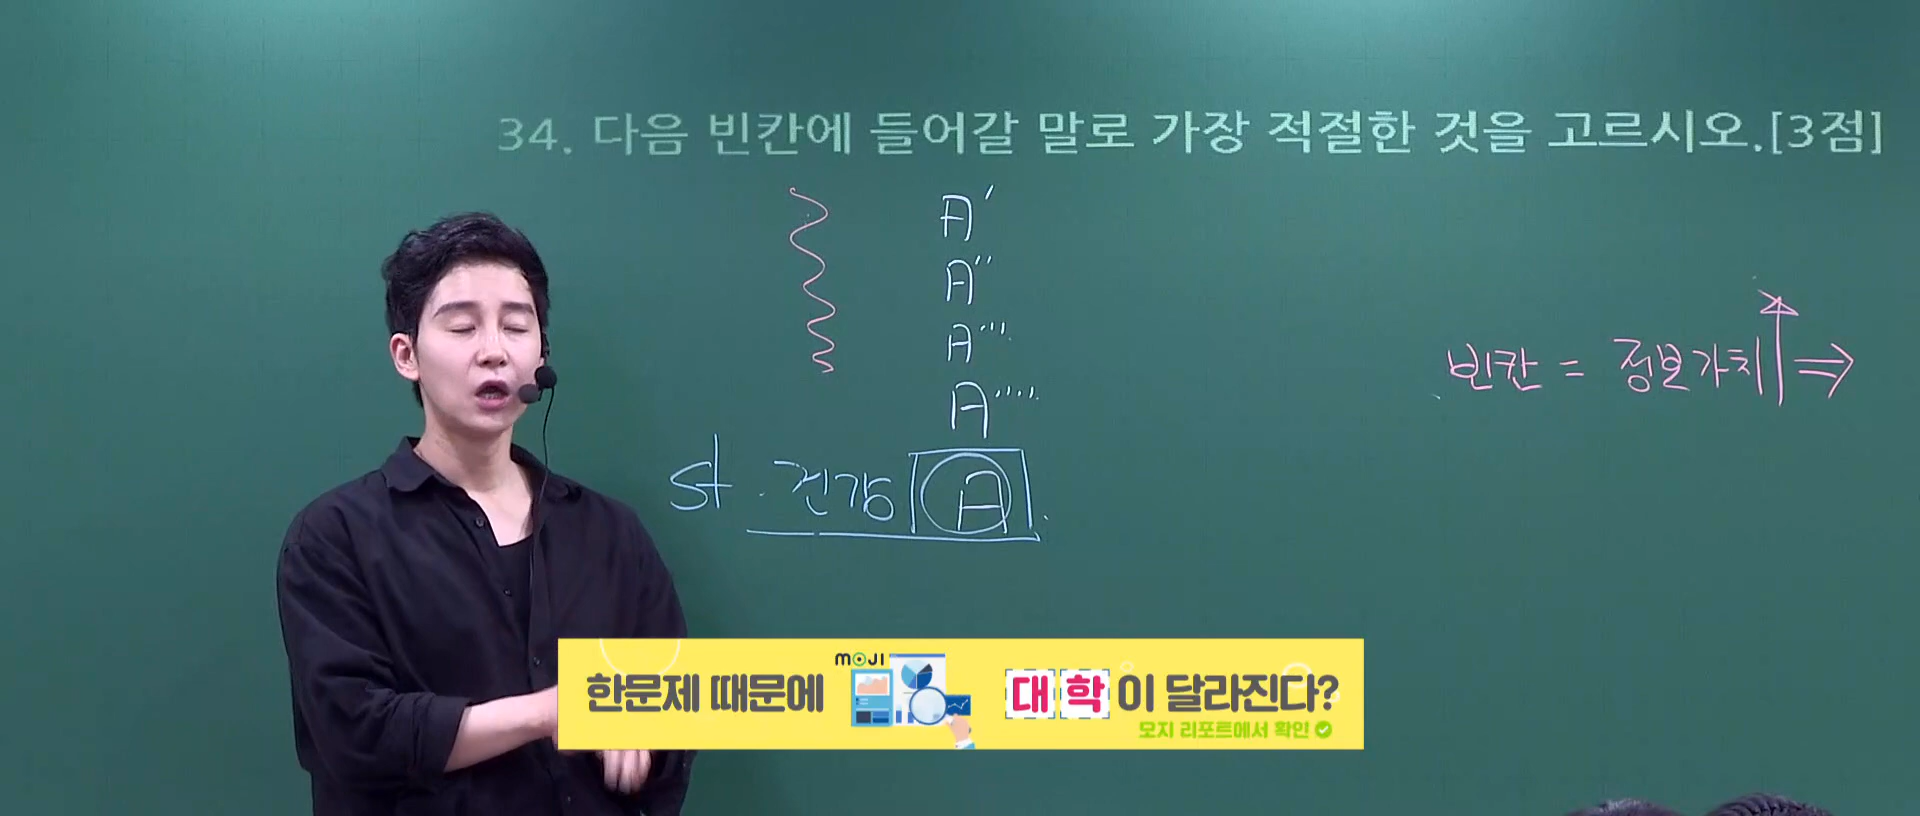 34. 다음 빈칸에 들어갈 말로 가장 적절한 것을 고르시오.[3점]
A'
A''
A'''
A''''
빈칸 = 정보가치 ↑ ⇒
st. 건강 A.
한문제 때문에 MOJI 대학이 달라진다?
모지 리포트에서 확인